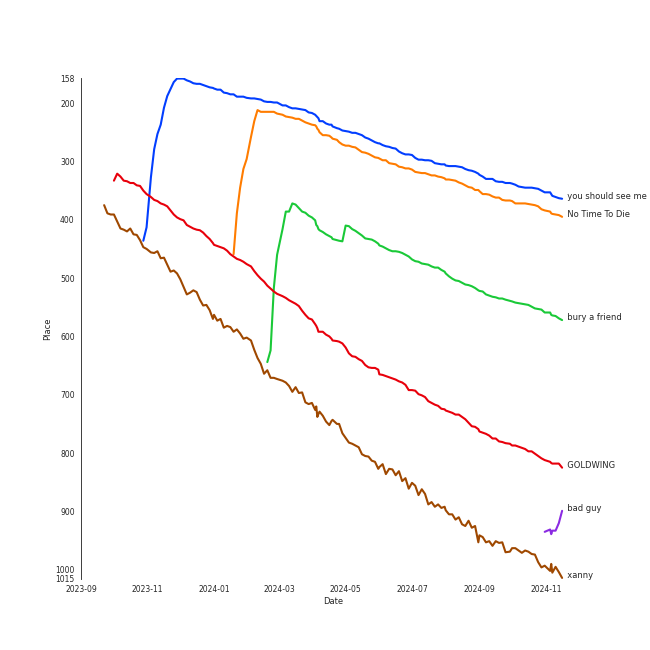 158
200
300
400
500
600
700
800
900
1000
1015
Place
2023-09
2023-11
2024-01
2024-03
2024-05
2024-07
2024-09
2024-11
Date
you should see me
No Time To Die
bury a friend
GOLDWING
bad guy
xanny